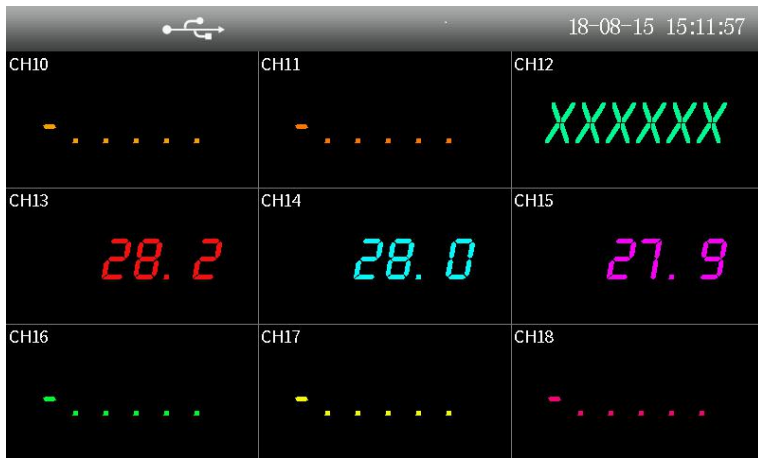 18-08-15 15:11:57
CH10 CH11 CH12
-..... -..... XXXXXX
CH13 CH14 CH15
28.2 28.0 27.9
CH16 CH17 CH18
-..... -..... -.....